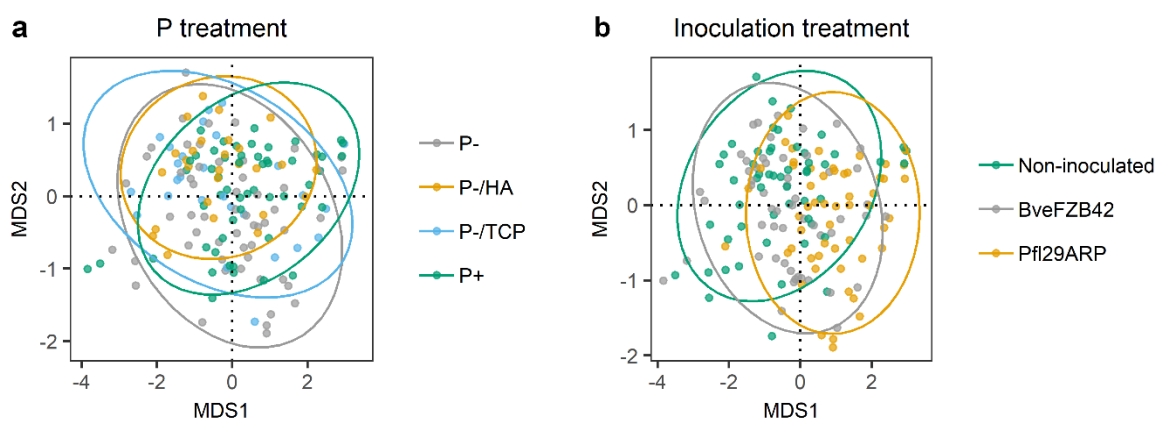 a P treatment
MDS2
1
0
-1
-2
-4
-2
0
2
MDS1
P-
P-/HA
P-/TCP
P+
b Inoculation treatment
MDS2
1
0
-1
-2
-4
-2
0
2
MDS1
Non-inoculated
BveFZB42
Pfl29ARP